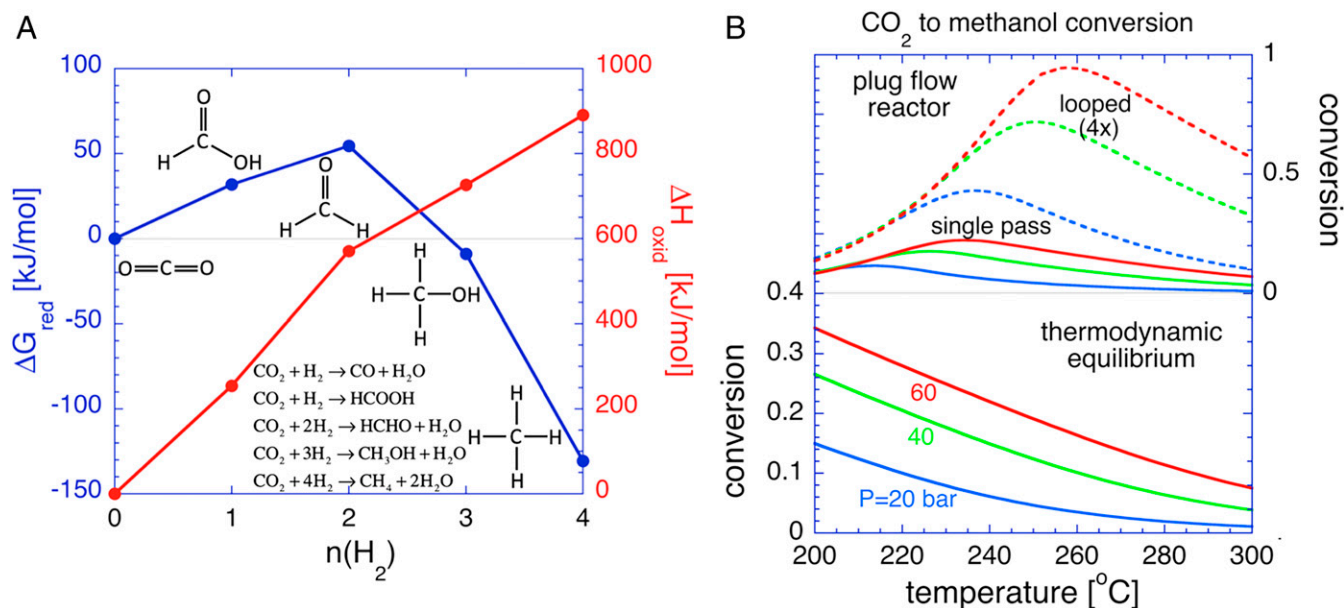 A
100
50
0
-50
-100
-150
ΔG red [kJ/mol]
1000
800
600
400
200
0
ΔH oxid [kJ/mol]
0 1 2 3 4
n(H2)
O
H C OH
O=C=O
O
H C H
H
H C OH
H
H
H C H
H
CO2 + H2 → CO + H2O
CO2 + H2 → HCOOH
CO2 + 2H2 → HCHO + H2O
CO2 + 3H2 → CH3OH + H2O
CO2 + 4H2 → CH4 + 2H2O
B
CO2 to methanol conversion
plug flow
reactor
looped
(4x)
single pass
1
0.5
0
conversion
thermodynamic
equilibrium
60
40
P=20 bar
0.4
0.3
0.2
0.1
0
conversion
200 220 240 260 280 300
temperature [°C]